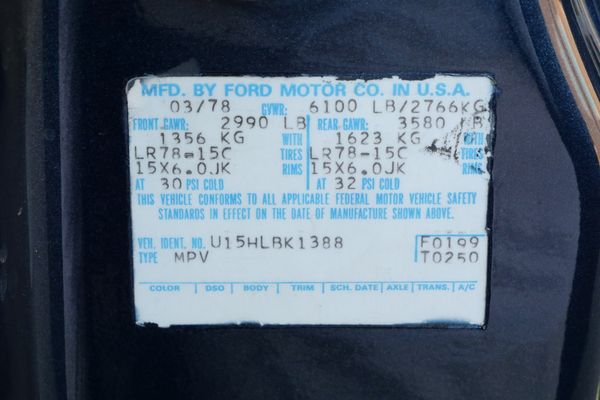 MFD. BY FORD MOTOR CO. IN U.S.A.
03/78 GVWR: 6100 LB/2766KG
FRONT GAWR: 2990 LB REAR GAWR: 3580 LB
1356 KG WITH 1623 KG WITH
LR78-15C TIRES LR78-15C TIRES
15X6.0JK RIMS 15X6.0JK RIMS
AT 30 PSI COLD AT 32 PSI COLD
THIS VEHICLE CONFORMS TO ALL APPLICABLE FEDERAL MOTOR VEHICLE SAFETY
STANDARDS IN EFFECT ON THE DATE OF MANUFACTURE SHOWN ABOVE.
VEH. IDENT. NO. U15HLBK1388 F0199
TYPE MPV T0250
COLOR DSO BODY TRIM SCH. DATE AXLE TRANS. A/C